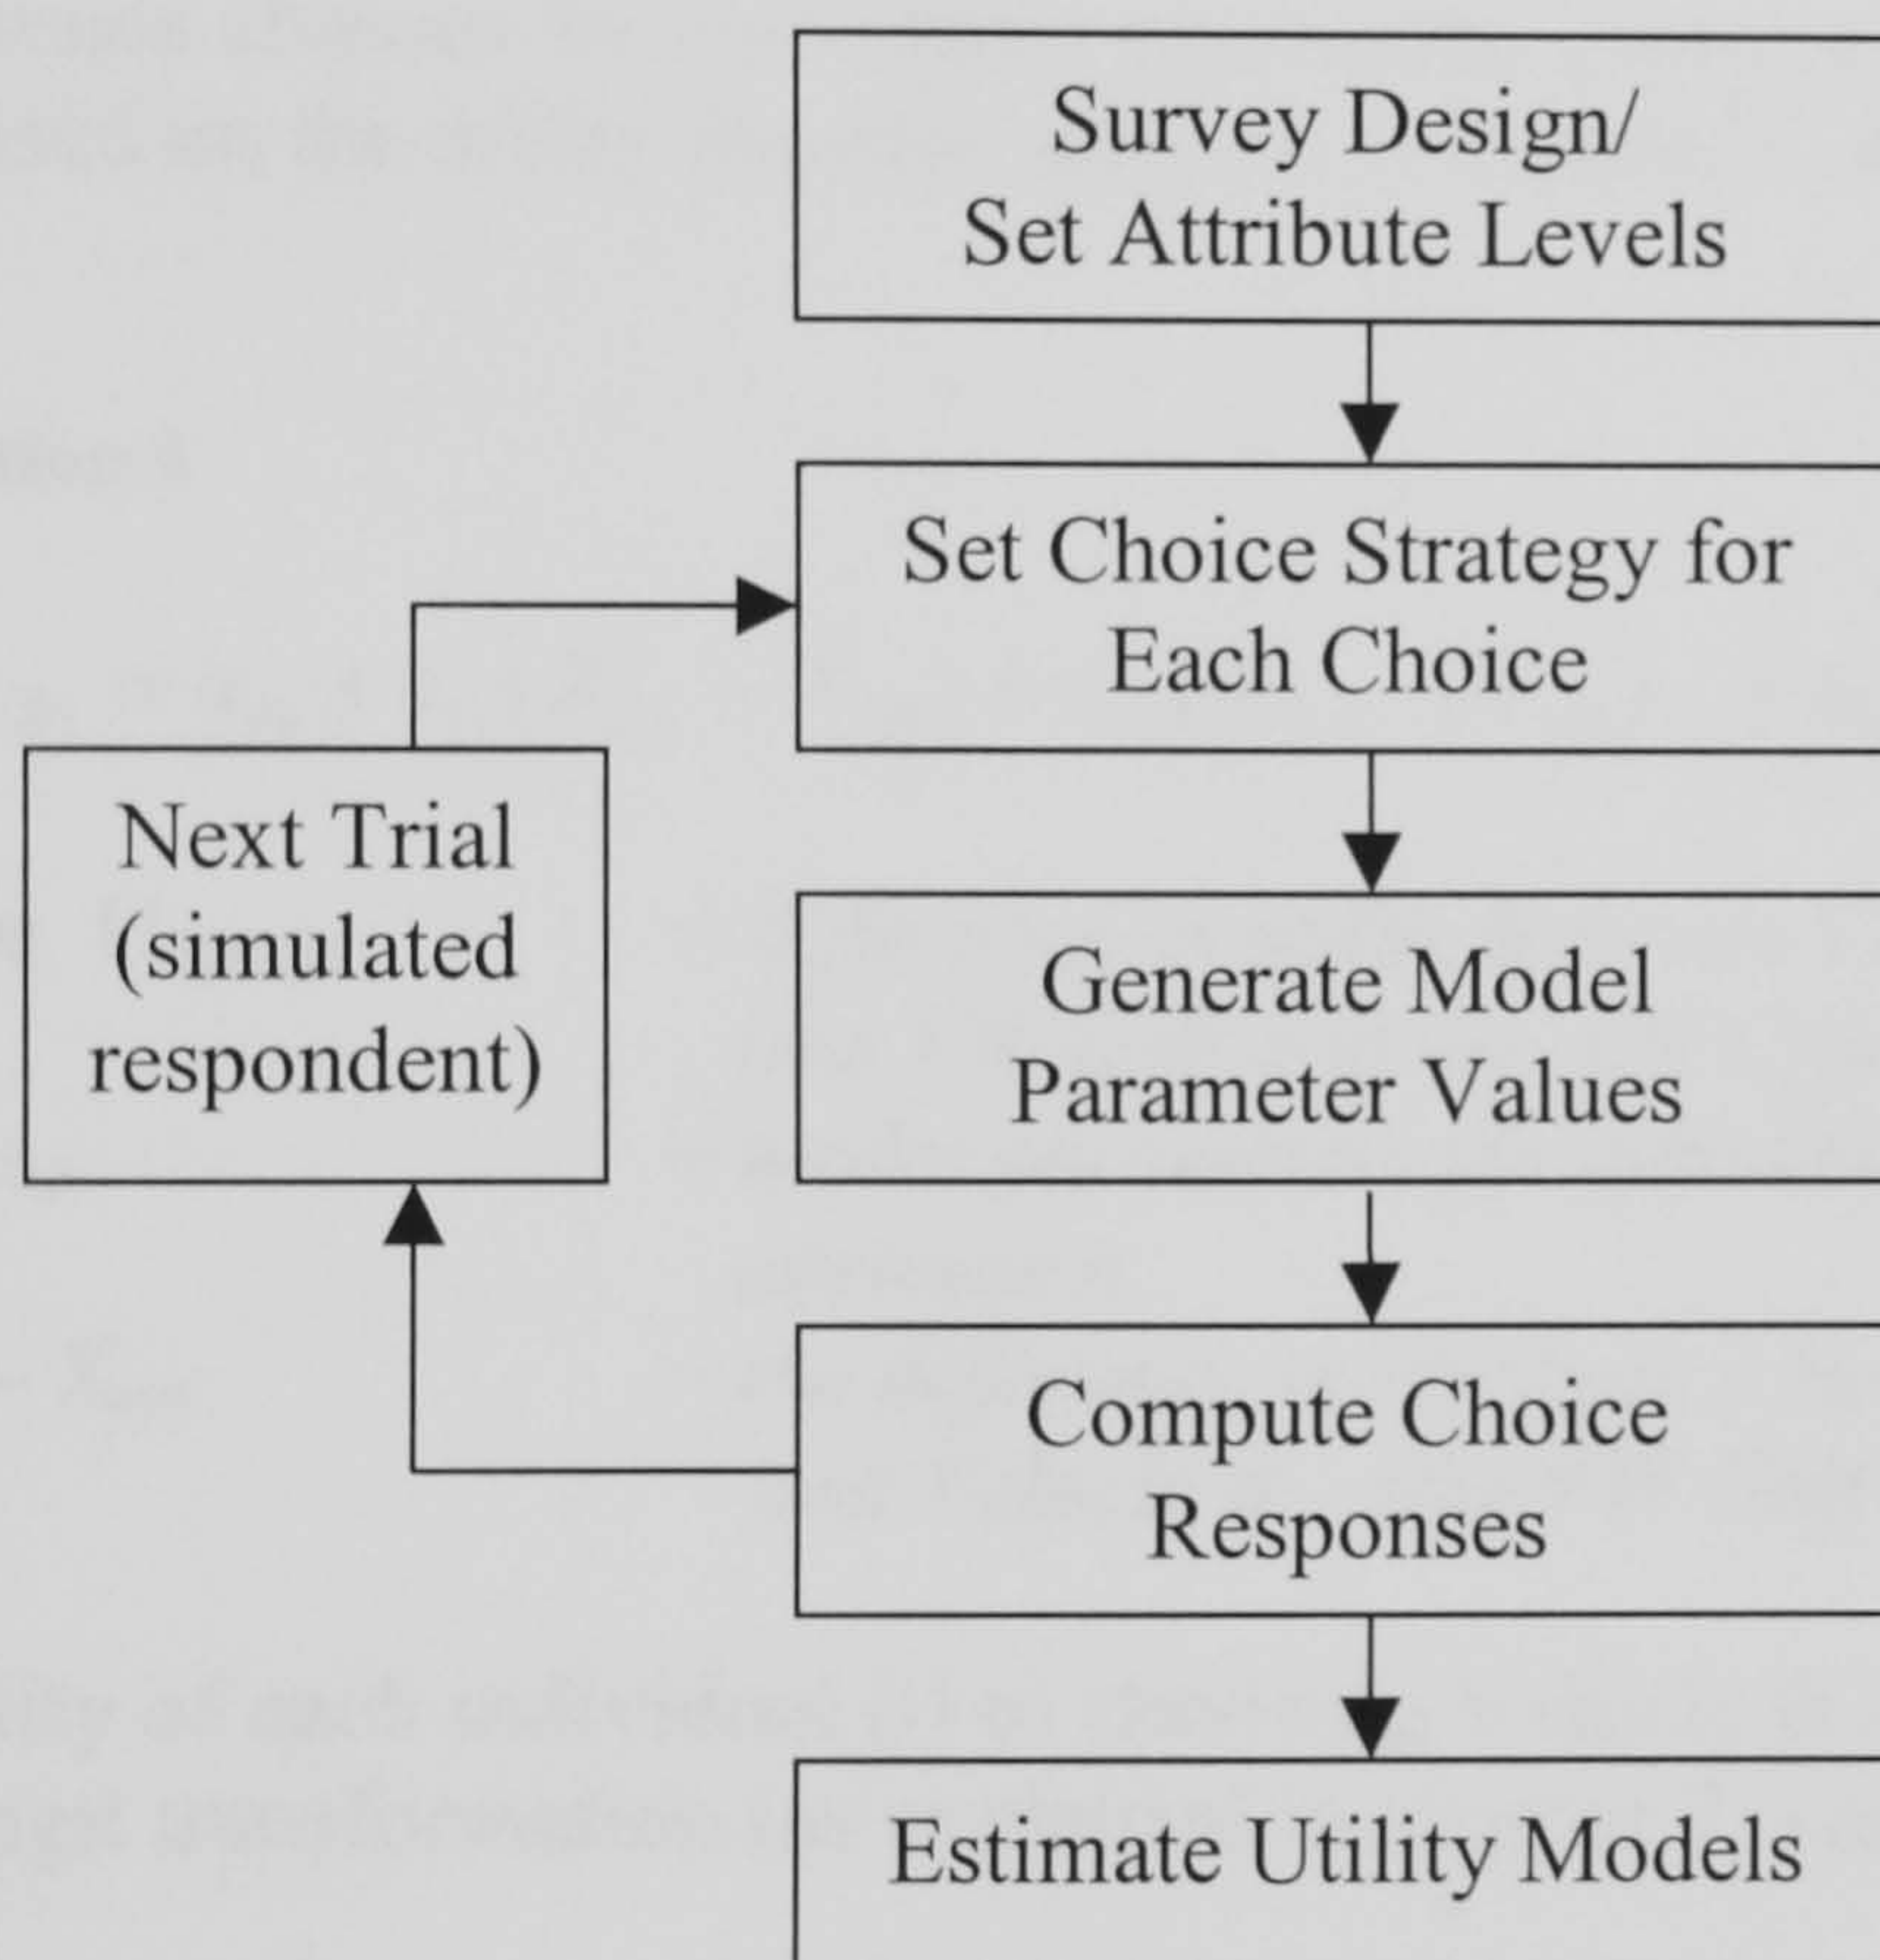 Survey Design/
Set Attribute Levels
Set Choice Strategy for
Each Choice
Next Trial
(simulated
respondent)
Generate Model
Parameter Values
Compute Choice
Responses
Estimate Utility Models